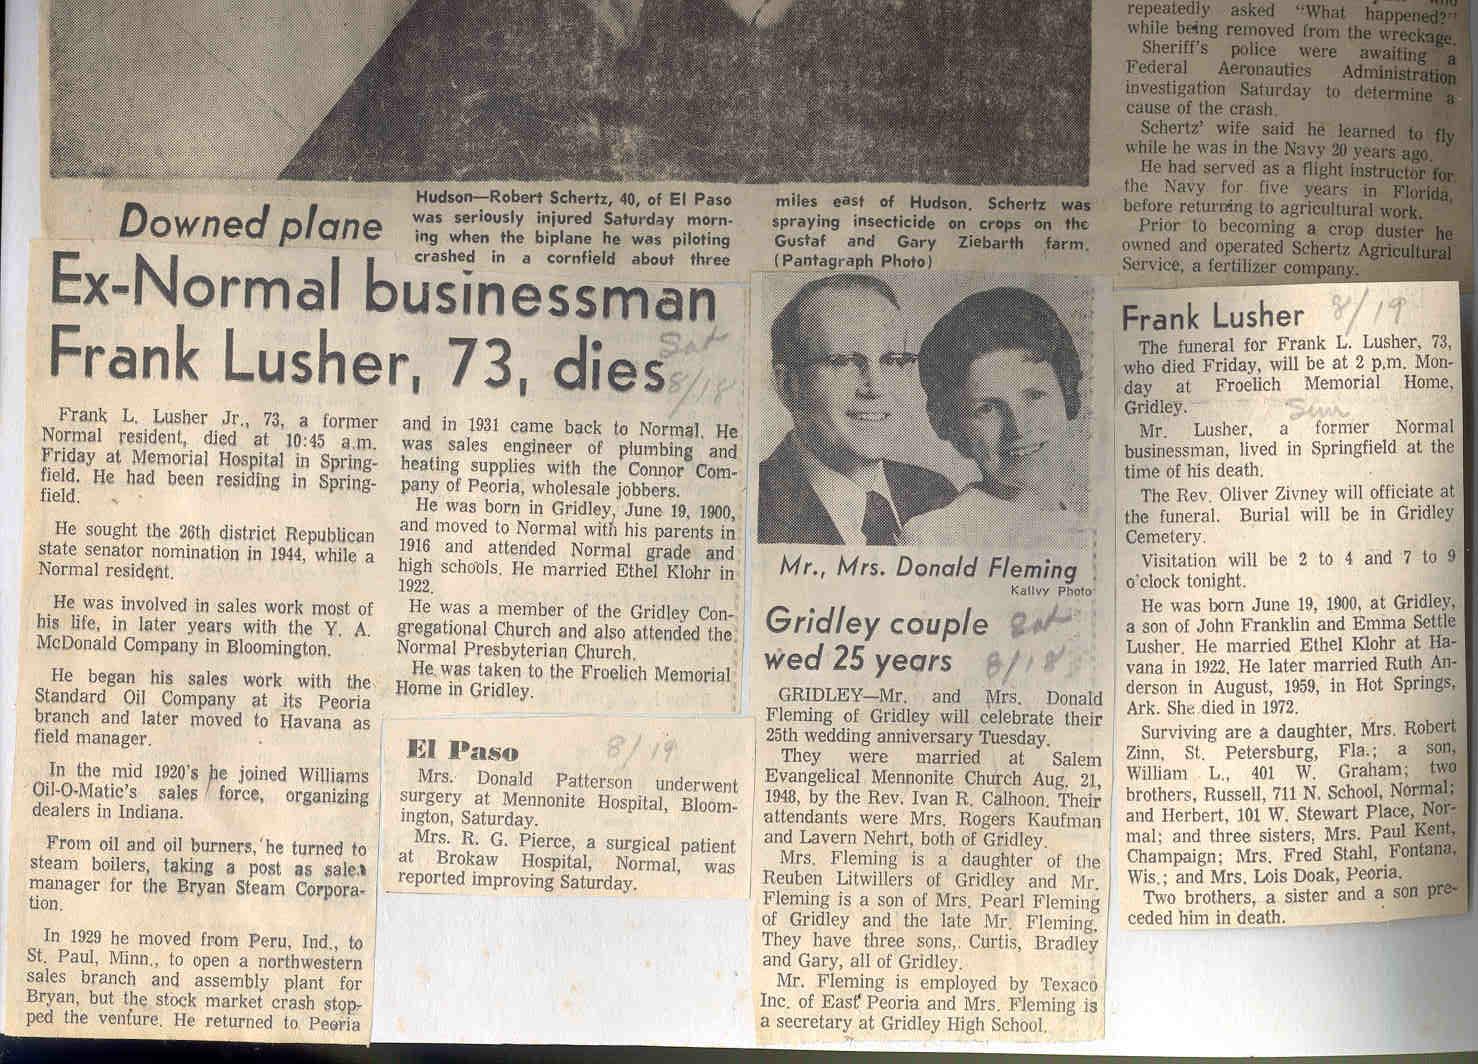 Downed plane
Hudson—Robert Schertz, 40, of El Paso
was seriously injured Saturday morn-
ing when the biplane he was piloting
crashed in a cornfield about three
miles east of Hudson. Schertz was
spraying insecticide on crops on the
Gustaf and Gary Ziebarth farm.
(Pantagraph Photo)
repeatedly asked "What happened?"
while being removed from the wreckage.
Sheriff's police were awaiting a
Federal Aeronautics Administration
investigation Saturday to determine a
cause of the crash.
Schertz' wife said he learned to fly
while he was in the Navy 20 years ago.
He had served as a flight instructor for
the Navy for five years in Florida,
before returning to agricultural work.
Prior to becoming a crop duster he
owned and operated Schertz Agricultural
Service, a fertilizer company.
Ex-Normal businessman
Frank Lusher, 73, dies
Sat
8/18
Frank L. Lusher Jr., 73, a former
Normal resident, died at 10:45 a.m.
Friday at Memorial Hospital in Spring-
field. He had been residing in Spring-
field.
He sought the 26th district Republican
state senator nomination in 1944, while a
Normal resident.
He was involved in sales work most of
his life, in later years with the Y. A.
McDonald Company in Bloomington.
He began his sales work with the
Standard Oil Company at its Peoria
branch and later moved to Havana as
field manager.
In the mid 1920's he joined Williams
Oil-O-Matic's sales force, organizing
dealers in Indiana.
From oil and oil burners, he turned to
steam boilers, taking a post as sales
manager for the Bryan Steam Corpora-
tion.
In 1929 he moved from Peru, Ind., to
St. Paul, Minn., to open a northwestern
sales branch and assembly plant for
Bryan, but the stock market crash stop-
ped the venture. He returned to Peoria
and in 1931 came back to Normal. He
was sales engineer of plumbing and
heating supplies with the Connor Com-
pany of Peoria, wholesale jobbers.
He was born in Gridley, June 19, 1900,
and moved to Normal with his parents in
1916 and attended Normal grade and
high schools. He married Ethel Klohr in
1922.
He was a member of the Gridley Con-
gregational Church and also attended the
Normal Presbyterian Church.
He was taken to the Froelich Memorial
Home in Gridley.
El Paso
8/19
Mrs. Donald Patterson underwent
surgery at Mennonite Hospital, Bloom-
ington, Saturday.
Mrs. R. G. Pierce, a surgical patient
at Brokaw Hospital, Normal, was
reported improving Saturday.
Mr., Mrs. Donald Fleming
Kallvy Photo
Gridley couple
wed 25 years
Sat
8/18
GRIDLEY—Mr. and Mrs. Donald
Fleming of Gridley will celebrate their
25th wedding anniversary Tuesday.
They were married at Salem
Evangelical Mennonite Church Aug. 21,
1948, by the Rev. Ivan R. Calhoon. Their
attendants were Mrs. Rogers Kaufman
and Lavern Nehrt, both of Gridley.
Mrs. Fleming is a daughter of the
Reuben Litwillers of Gridley and Mr.
Fleming is a son of Mrs. Pearl Fleming
of Gridley and the late Mr. Fleming.
They have three sons, Curtis, Bradley
and Gary, all of Gridley.
Mr. Fleming is employed by Texaco
Inc. of East Peoria and Mrs. Fleming is
a secretary at Gridley High School.
Frank Lusher
8/19
Sun
The funeral for Frank L. Lusher, 73,
who died Friday, will be at 2 p.m. Mon-
day at Froelich Memorial Home,
Gridley.
Mr. Lusher, a former Normal
businessman, lived in Springfield at the
time of his death.
The Rev. Oliver Zivney will officiate at
the funeral. Burial will be in Gridley
Cemetery.
Visitation will be 2 to 4 and 7 to 9
o'clock tonight.
He was born June 19, 1900, at Gridley,
a son of John Franklin and Emma Settle
Lusher. He married Ethel Klohr at Ha-
vana in 1922. He later married Ruth An-
derson in August, 1959, in Hot Springs,
Ark. She died in 1972.
Surviving are a daughter, Mrs. Robert
Zinn, St. Petersburg, Fla.; a son,
William L., 401 W. Graham; two
brothers, Russell, 711 N. School, Normal;
and Herbert, 101 W. Stewart Place, Nor-
mal; and three sisters, Mrs. Paul Kent,
Champaign; Mrs. Fred Stahl, Fontana,
Wis.; and Mrs. Lois Doak, Peoria.
Two brothers, a sister and a son pre-
ceded him in death.